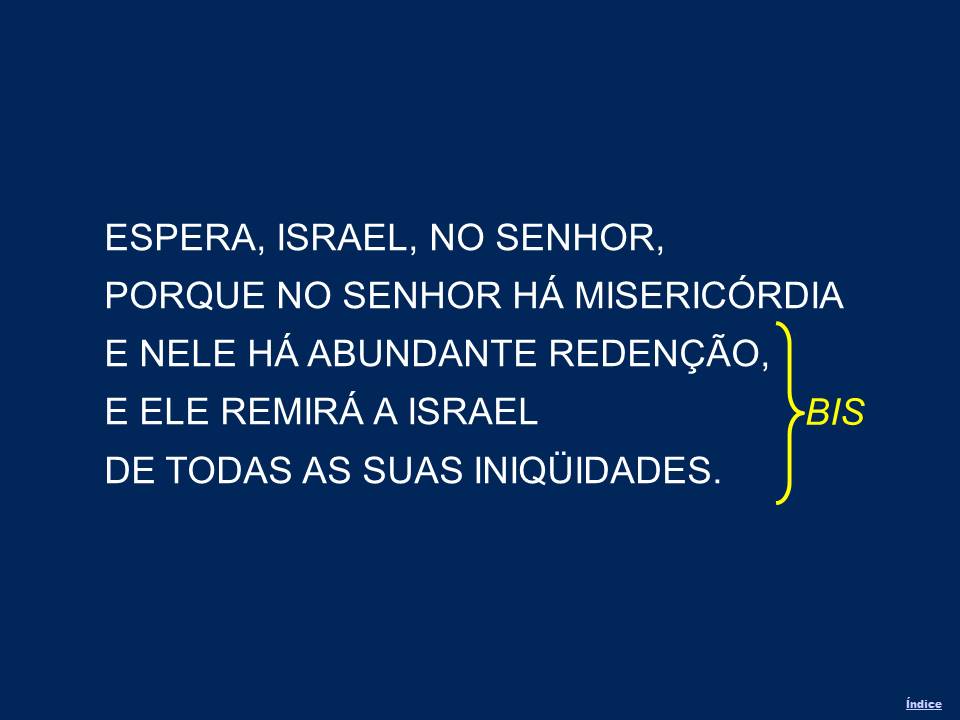 ESPERA, ISRAEL, NO SENHOR,
PORQUE NO SENHOR HÁ MISERICÓRDIA
E NELE HÁ ABUNDANTE REDENÇÃO,
E ELE REMIRÁ A ISRAEL
BIS
DE TODAS AS SUAS INIQÜIDADES.
Índice